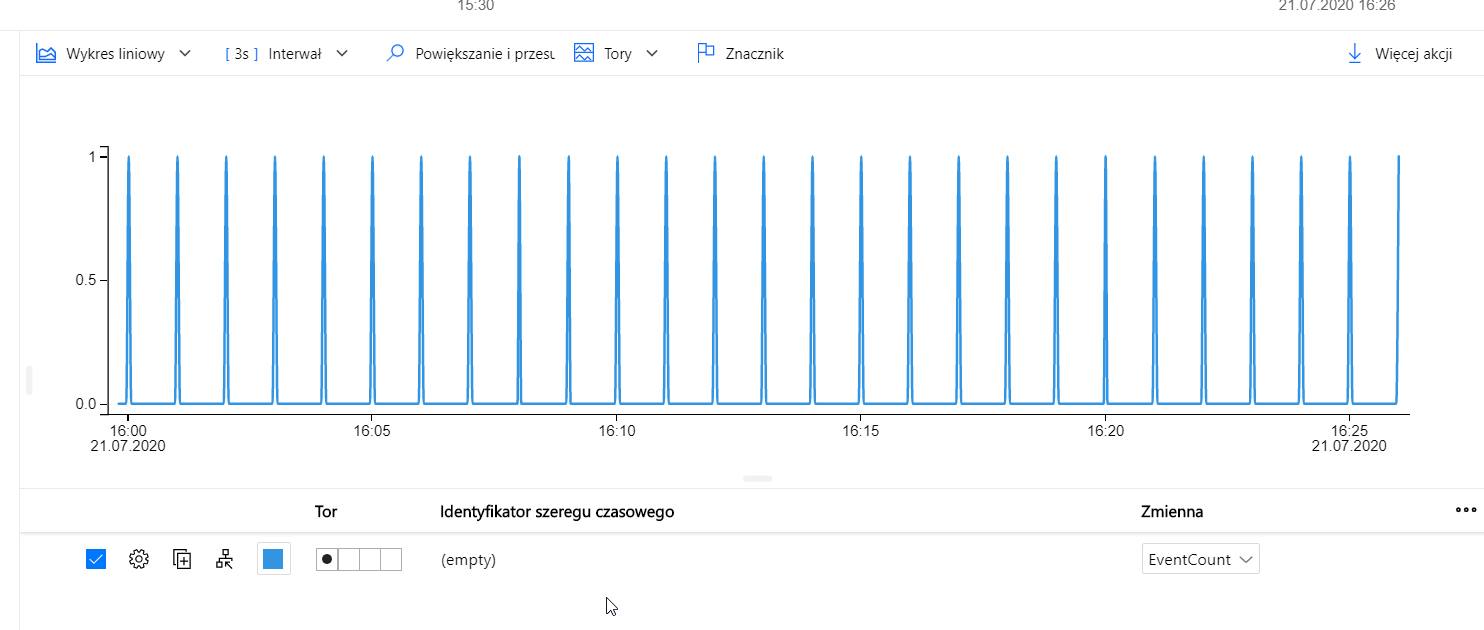 15:30 21.07.2020 16:26
Wykres liniowy [ 3s ] Interwał Powiększanie i przesu Tory Znacznik Więcej akcji
1
0.5
0.0
16:00 16:05 16:10 16:15 16:20 16:25
21.07.2020 21.07.2020
Tor Identyfikator szeregu czasowego Zmienna
(empty) EventCount